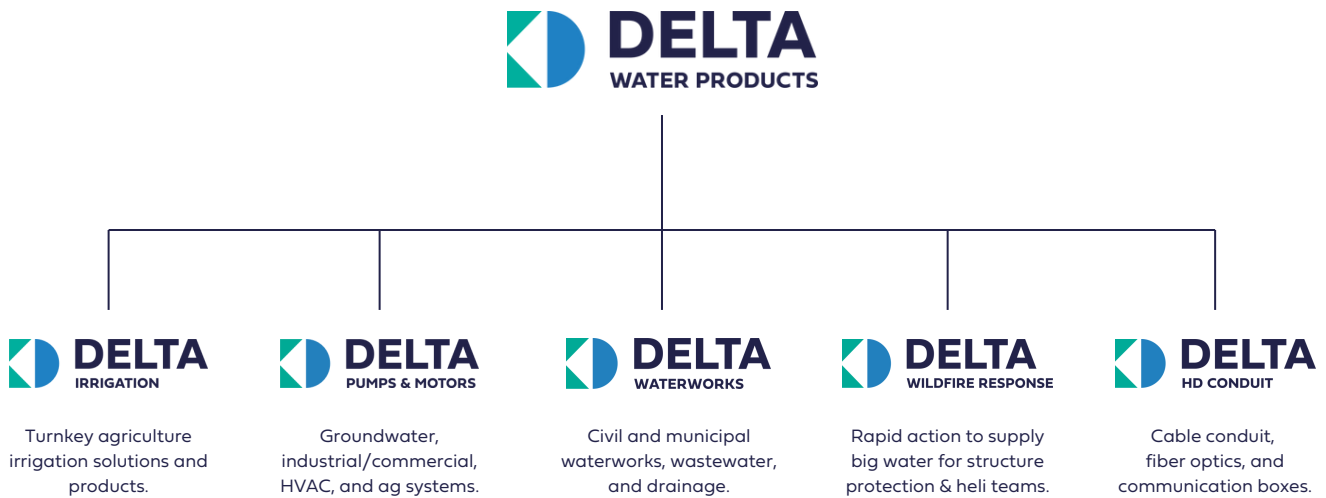 DELTA
WATER PRODUCTS
DELTA
IRRIGATION
Turnkey agriculture
irrigation solutions and
products.
DELTA
PUMPS & MOTORS
Groundwater,
industrial/commercial,
HVAC, and ag systems.
DELTA
WATERWORKS
Civil and municipal
waterworks, wastewater,
and drainage.
DELTA
WILDFIRE RESPONSE
Rapid action to supply
big water for structure
protection & heli teams.
DELTA
HD CONDUIT
Cable conduit,
fiber optics, and
communication boxes.